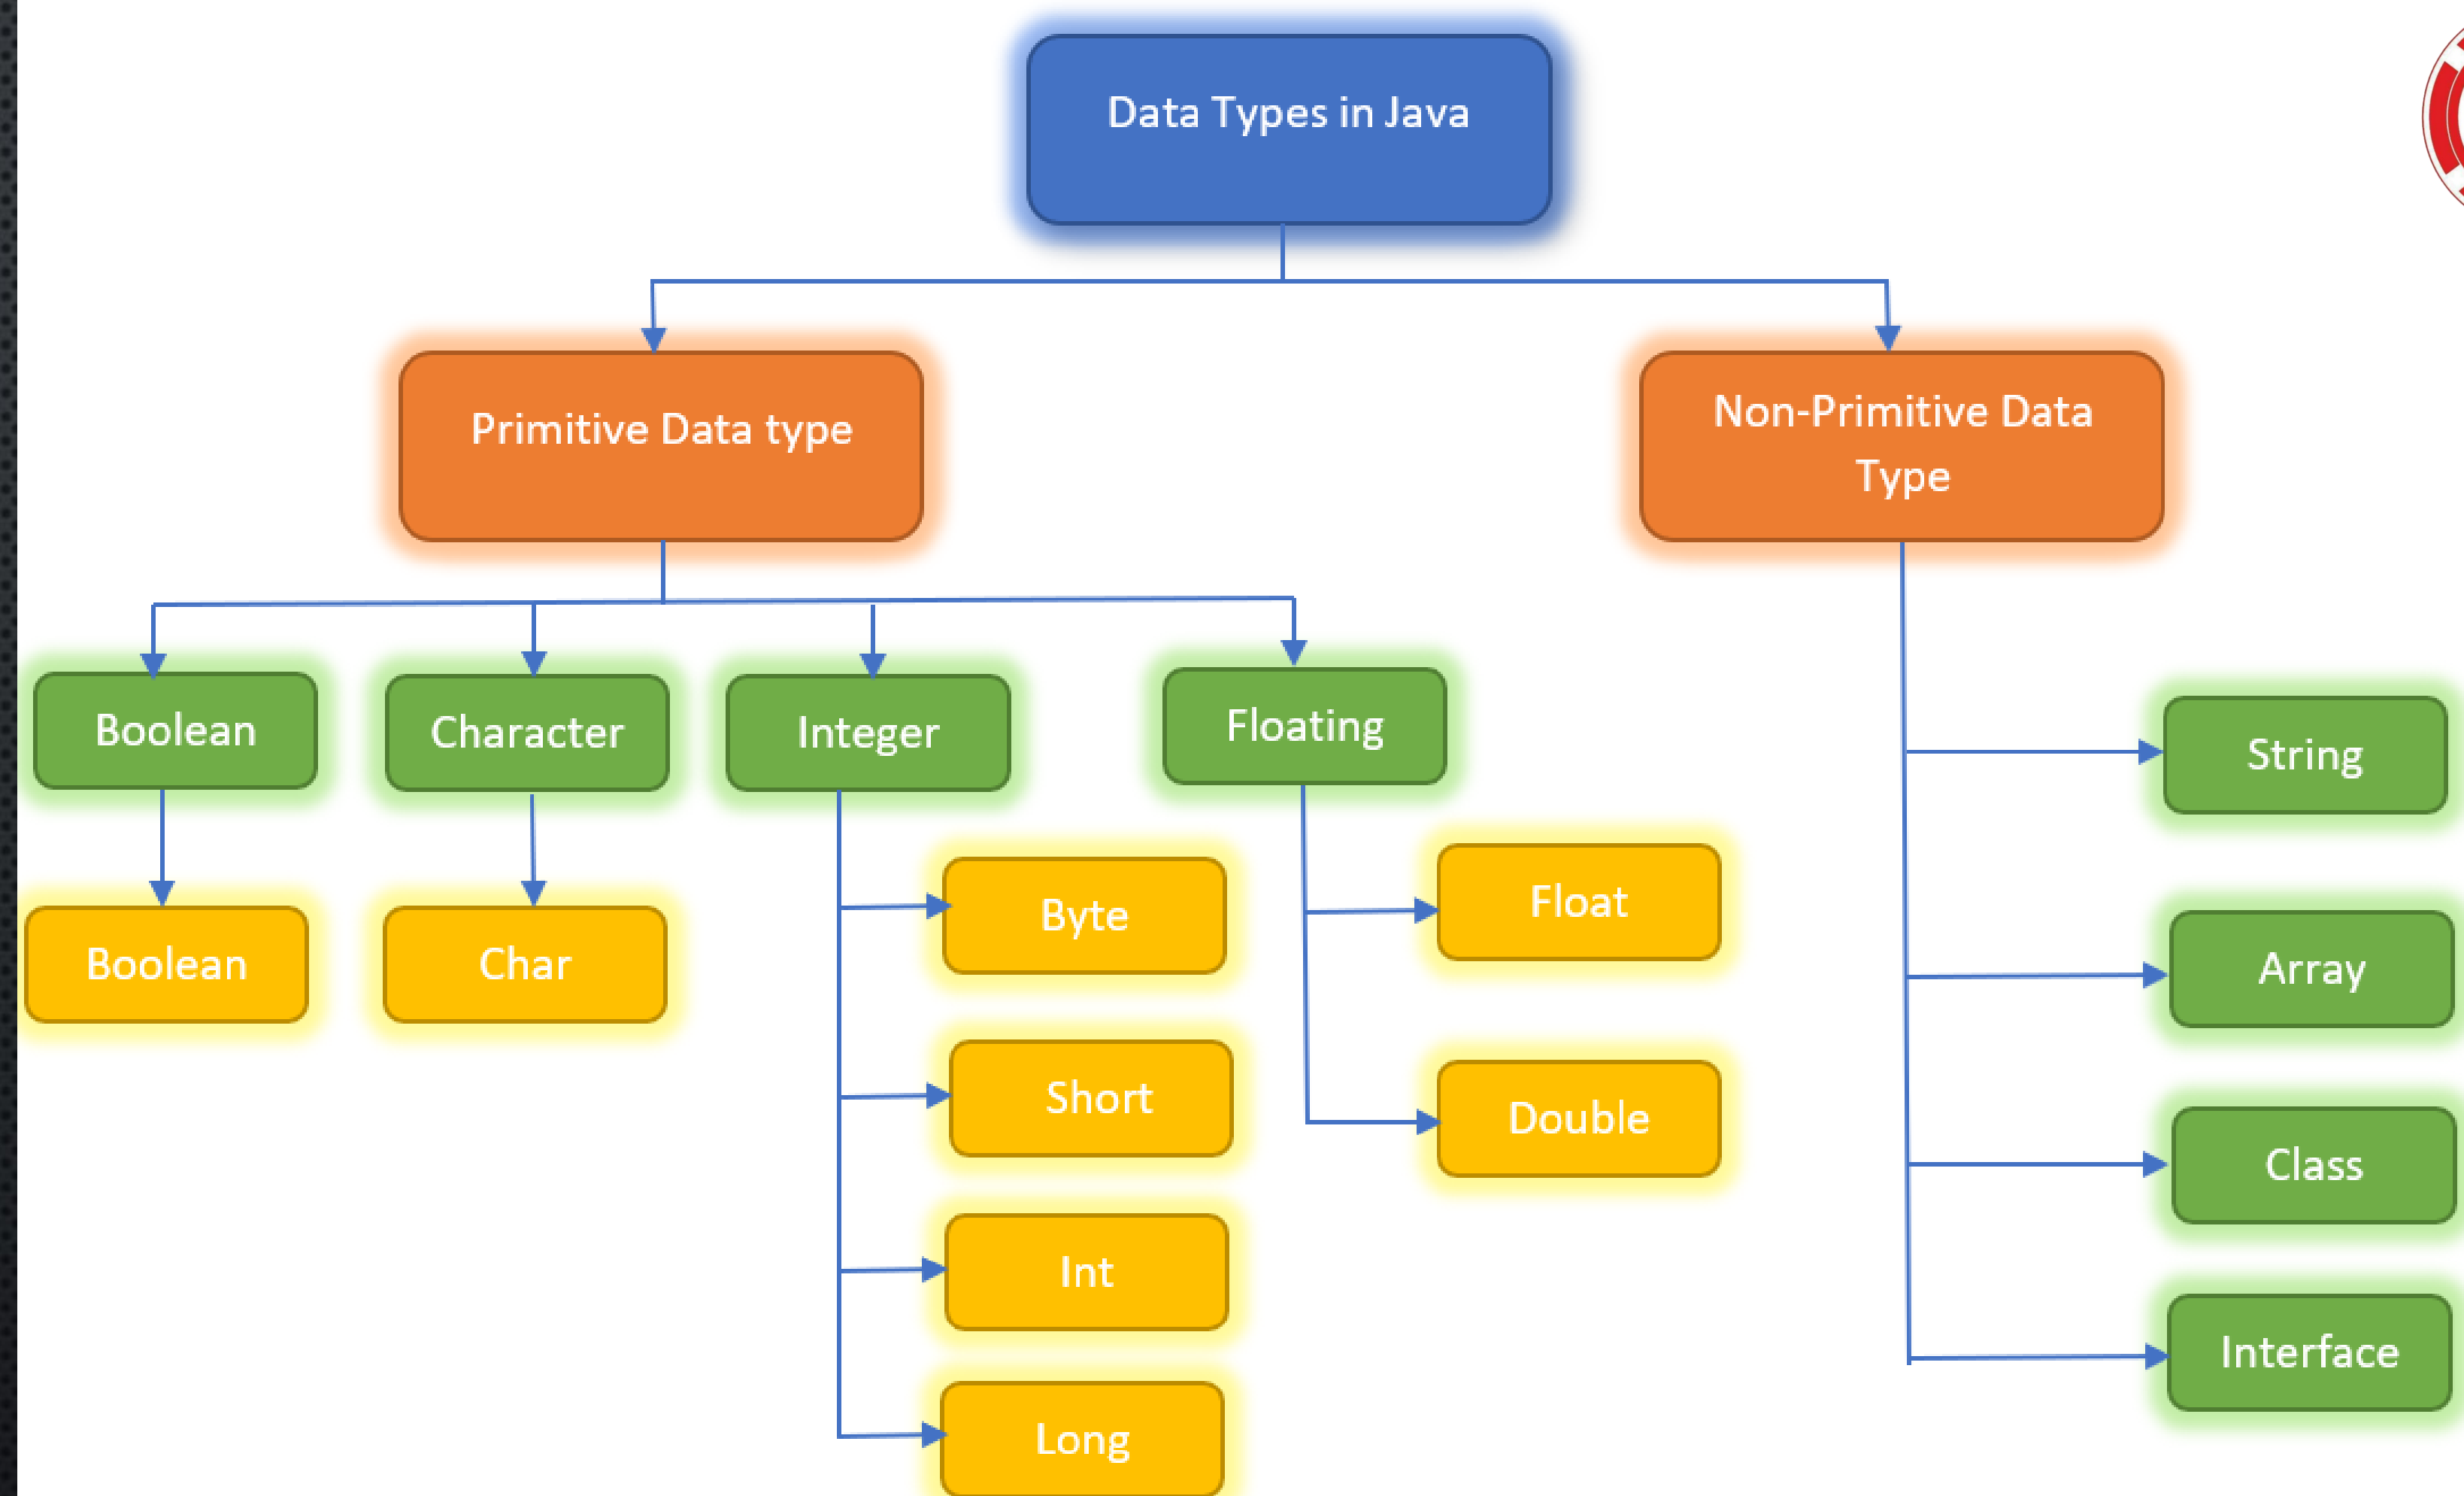 Data Types in Java
Primitive Data type
Non-Primitive Data
Type
Boolean
Character
Integer
Floating
String
Boolean
Char
Byte
Float
Array
Short
Double
Class
Int
Interface
Long